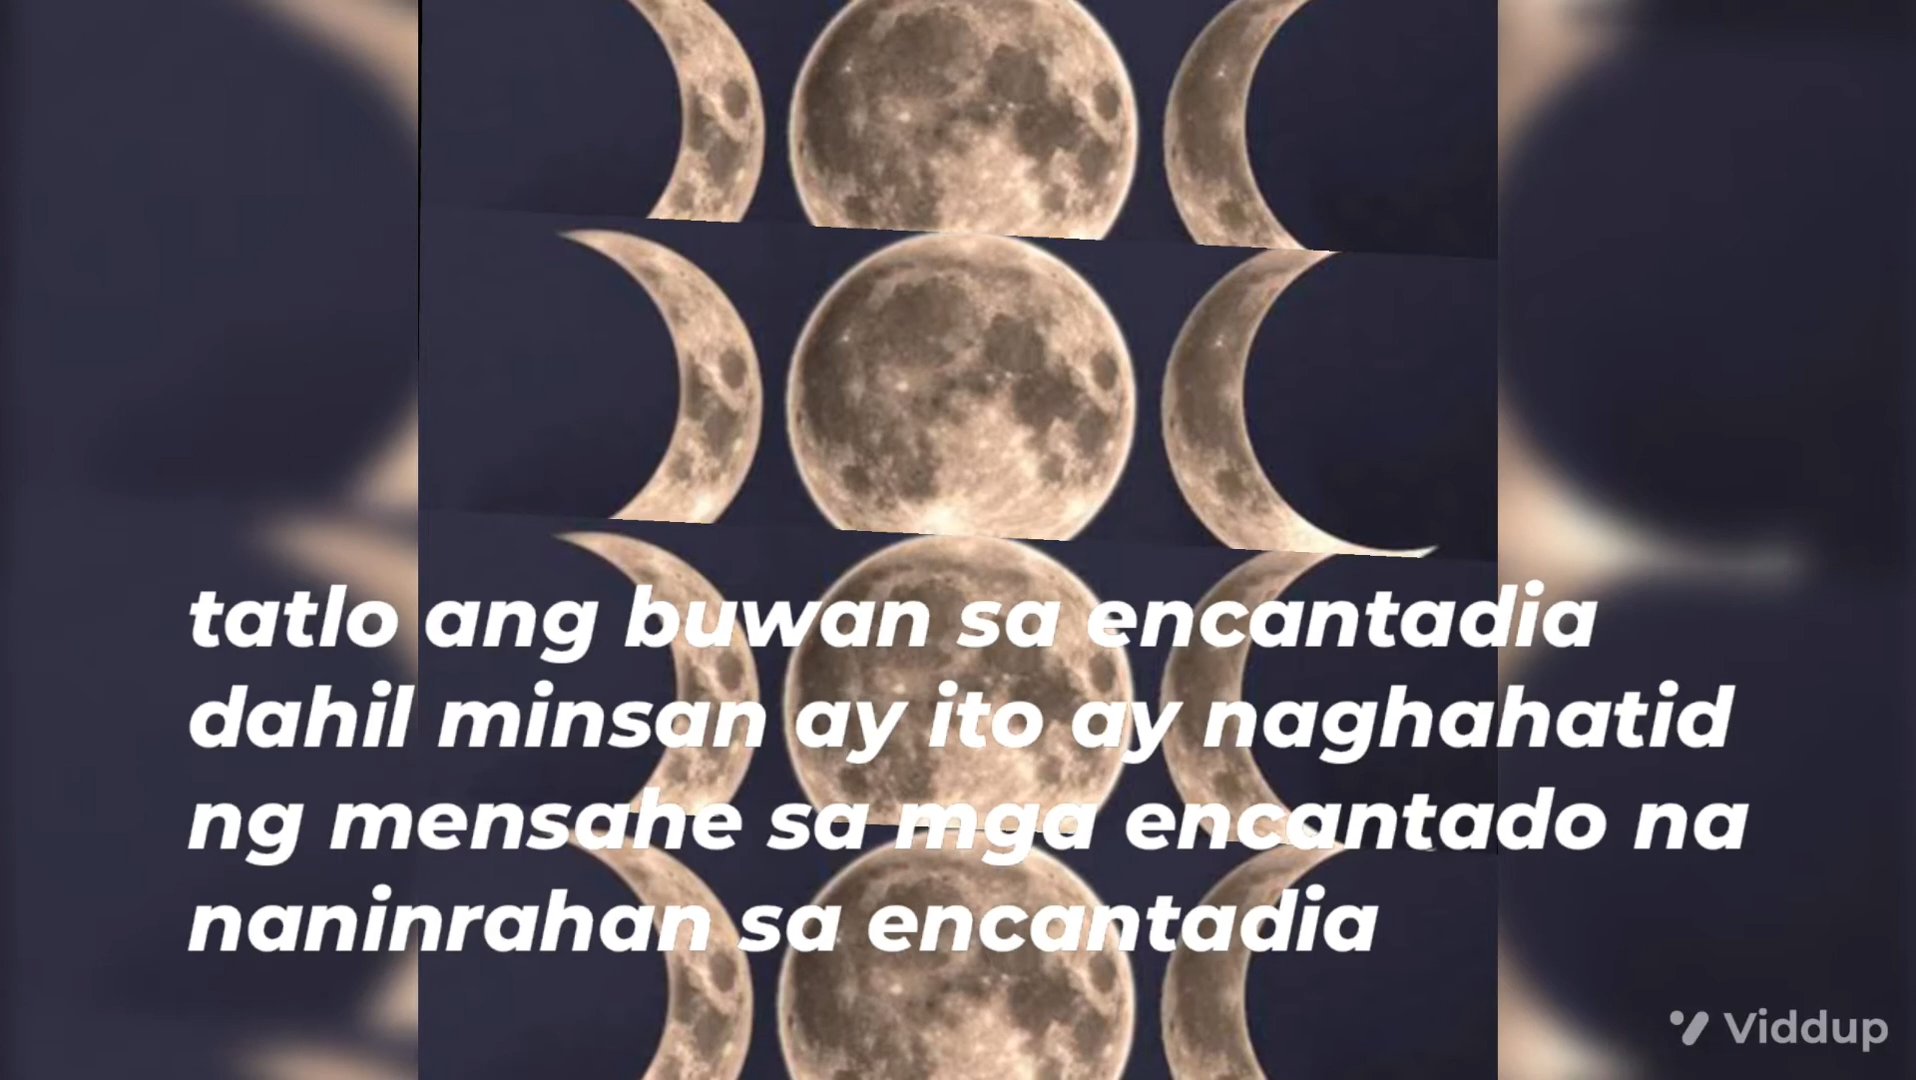 tatlo ang buwan sa encantadia
dahil minsan ay ito ay naghahatid
ng mensahe sa mga encantado na
naninrahan sa encantadia
Viddup